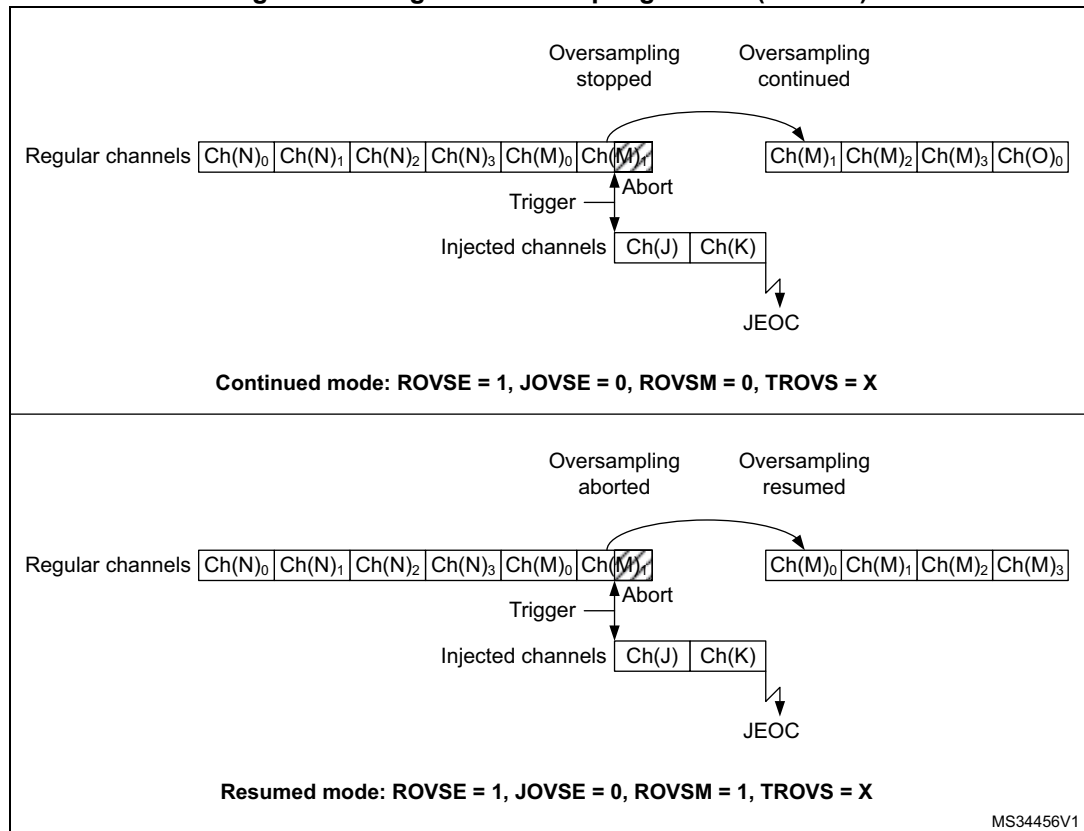 Oversampling stopped
Oversampling continued
Regular channels Ch(N)₀ Ch(N)₁ Ch(N)₂ Ch(N)₃ Ch(M)₀ Ch(M)₁ Ch(M)₁ Ch(M)₂ Ch(M)₃ Ch(O)₀
Abort
Trigger
Injected channels Ch(J) Ch(K)
JEOC
Continued mode: ROVSE = 1, JOVSE = 0, ROVSM = 0, TROVS = X
Oversampling aborted
Oversampling resumed
Regular channels Ch(N)₀ Ch(N)₁ Ch(N)₂ Ch(N)₃ Ch(M)₀ Ch(M)₁ Ch(M)₀ Ch(M)₁ Ch(M)₂ Ch(M)₃
Abort
Trigger
Injected channels Ch(J) Ch(K)
JEOC
Resumed mode: ROVSE = 1, JOVSE = 0, ROVSM = 1, TROVS = X
MS34456V1